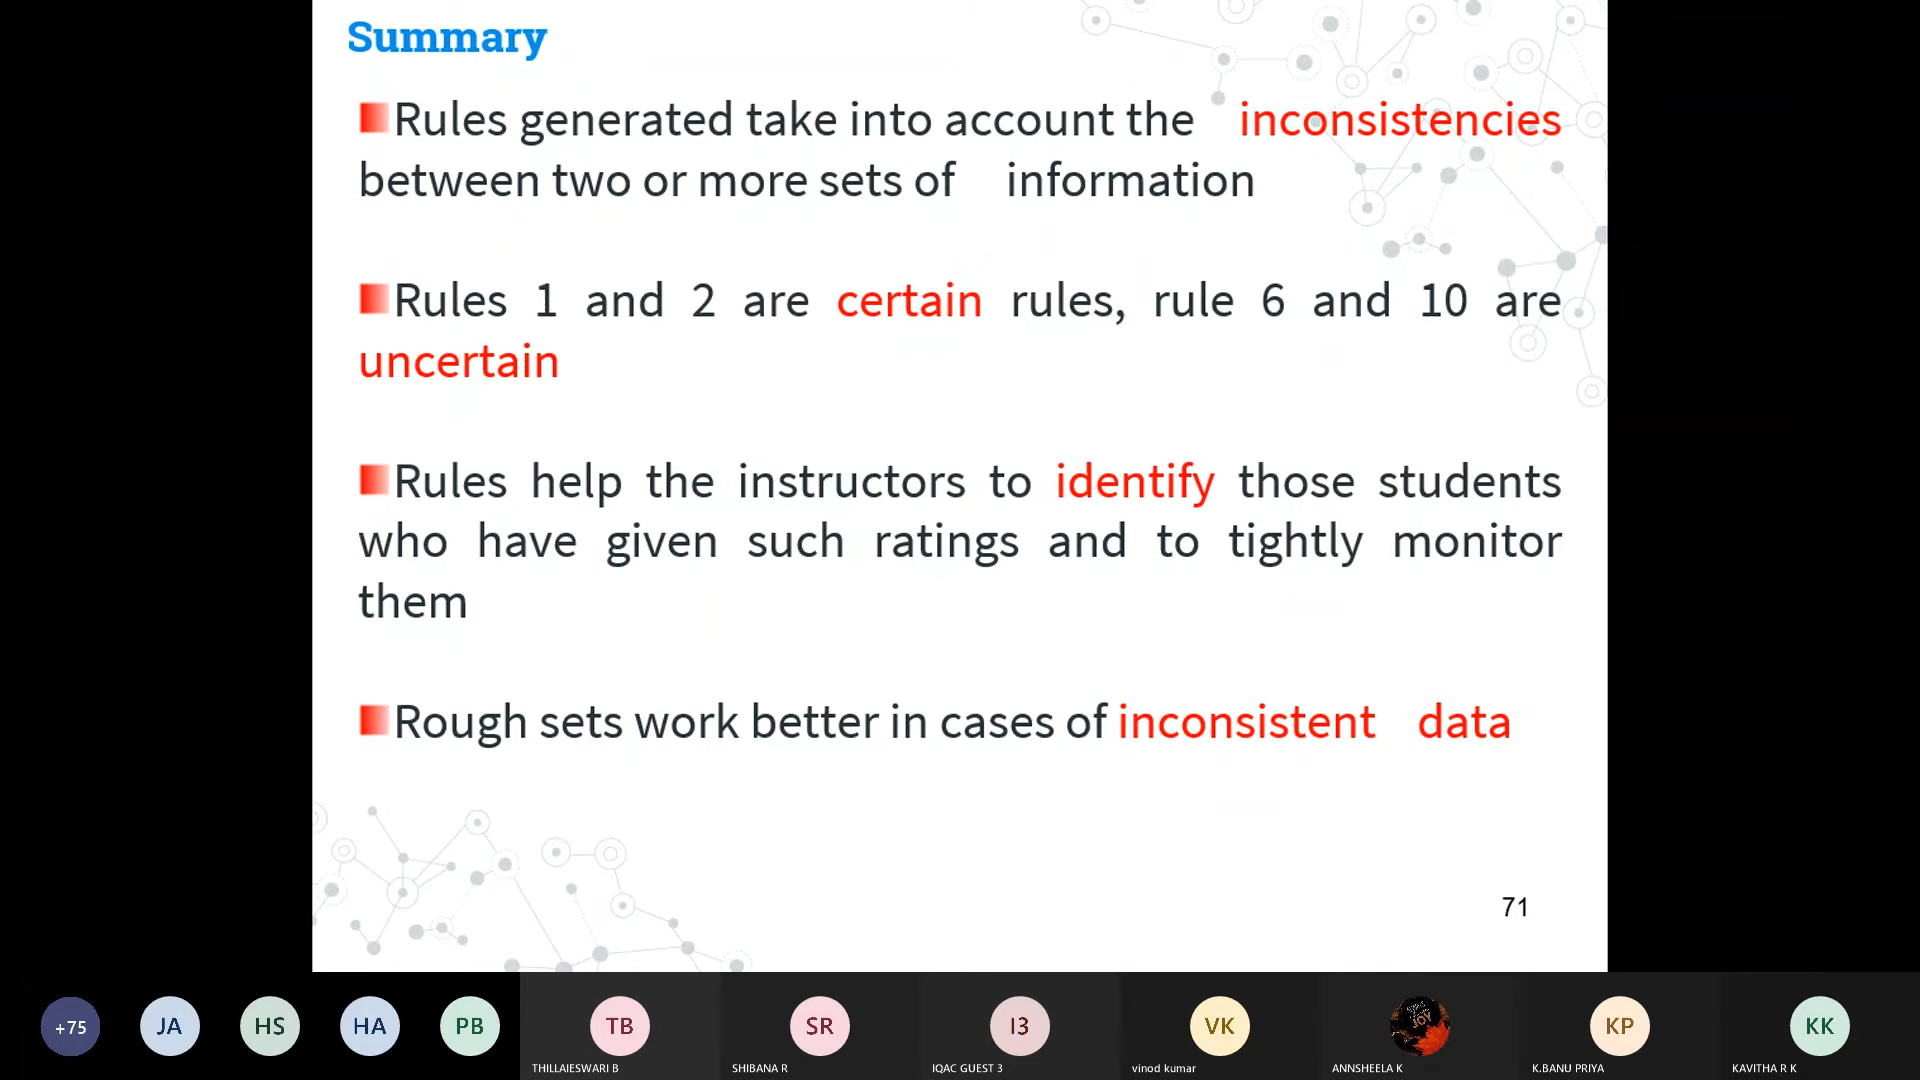 Summary
Rules generated take into account the inconsistencies
between two or more sets of information
Rules 1 and 2 are certain rules, rule 6 and 10 are
uncertain
Rules help the instructors to identify those students
who have given such ratings and to tightly monitor
them
Rough sets work better in cases of inconsistent data
71
+75 JA HS HA PB TB SR I3 VK KP KK
THILLAIESWARI B SHIBANA R IQAC GUEST 3 vinod kumar ANNSHEELA K K.BANU PRIYA KAVITHA R K